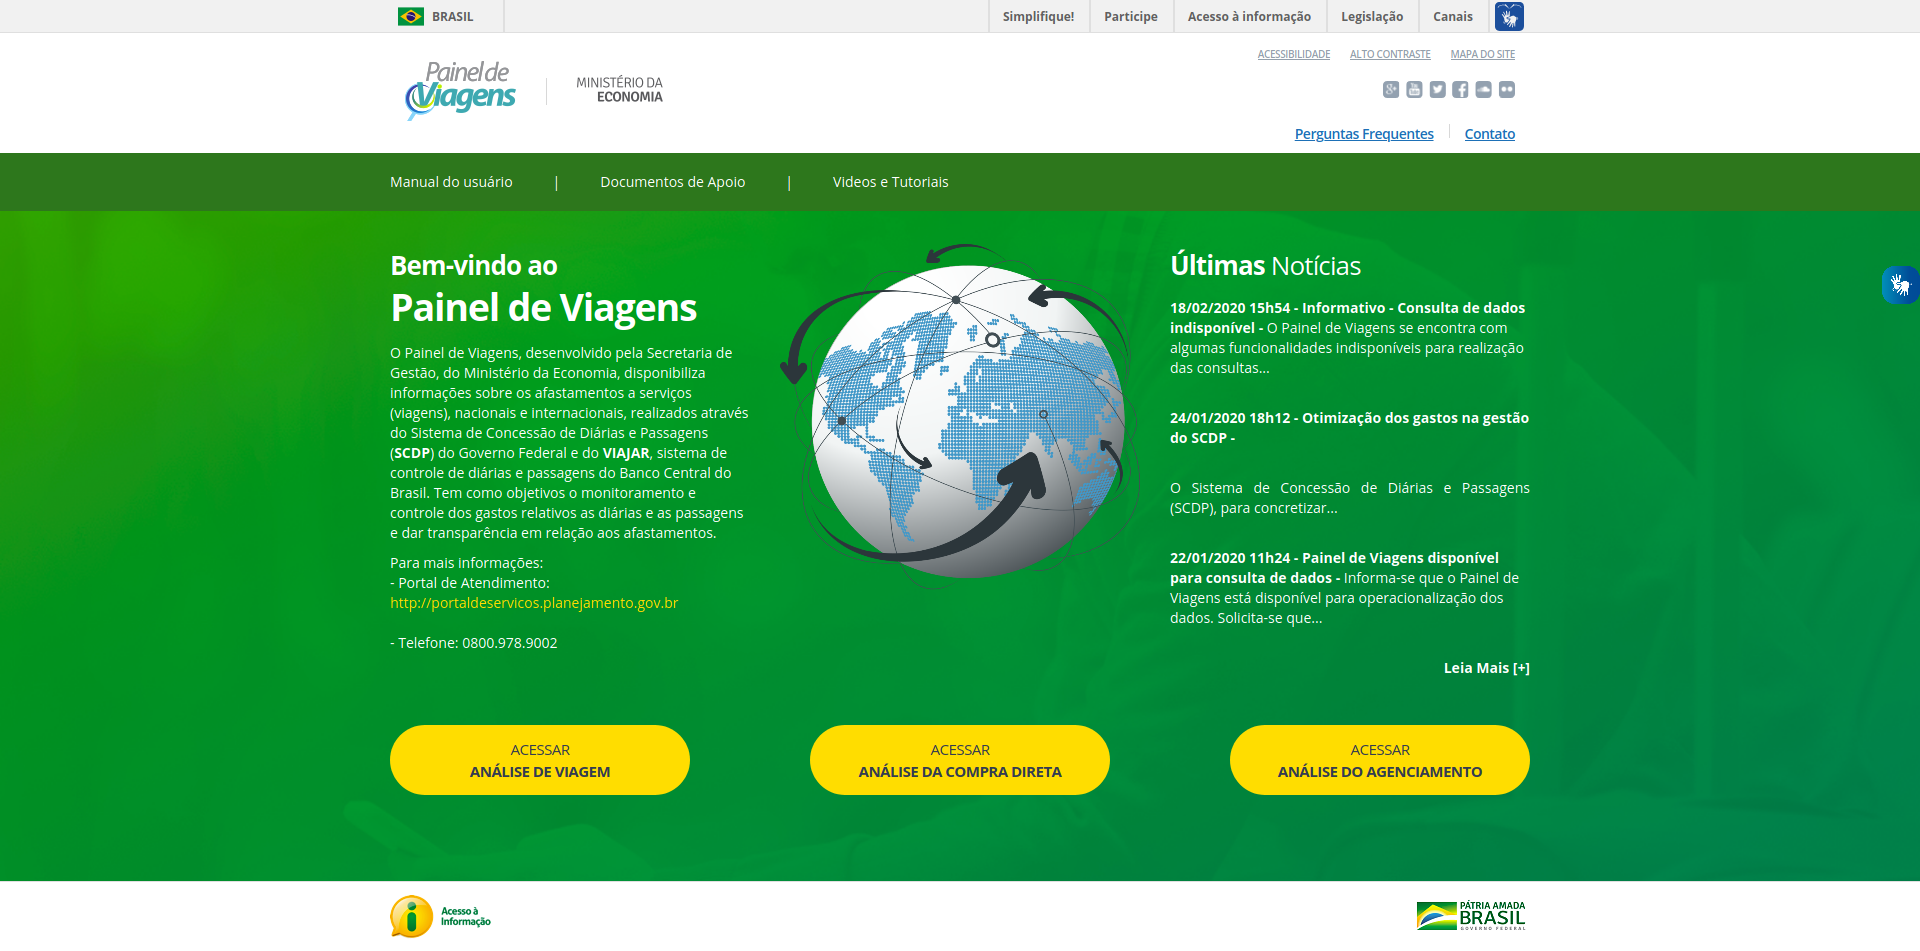 BRASIL
Simplifique!
Participe
Acesso à informação
Legislação
Canais
ACESSIBILIDADE
ALTO CONTRASTE
MAPA DO SITE
Painel de
Viagens
MINISTÉRIO DA
ECONOMIA
Perguntas Frequentes
Contato
Manual do usuário
|
Documentos de Apoio
|
Videos e Tutoriais
Bem-vindo ao
Painel de Viagens
O Painel de Viagens, desenvolvido pela Secretaria de
Gestão, do Ministério da Economia, disponibiliza
informações sobre os afastamentos a serviços
(viagens), nacionais e internacionais, realizados através
do Sistema de Concessão de Diárias e Passagens
(SCDP) do Governo Federal e do VIAJAR, sistema de
controle de diárias e passagens do Banco Central do
Brasil. Tem como objetivos o monitoramento e
controle dos gastos relativos as diárias e as passagens
e dar transparência em relação aos afastamentos.
Para mais informações:
- Portal de Atendimento:
http://portaldeservicos.planejamento.gov.br
- Telefone: 0800.978.9002
Últimas Notícias
18/02/2020 15h54 - Informativo - Consulta de dados
indisponível - O Painel de Viagens se encontra com
algumas funcionalidades indisponíveis para realização
das consultas...
24/01/2020 18h12 - Otimização dos gastos na gestão
do SCDP -
O Sistema de Concessão de Diárias e Passagens
(SCDP), para concretizar...
22/01/2020 11h24 - Painel de Viagens disponível
para consulta de dados - Informa-se que o Painel de
Viagens está disponível para operacionalização dos
dados. Solicita-se que...
Leia Mais [+]
ACESSAR
ANÁLISE DE VIAGEM
ACESSAR
ANÁLISE DA COMPRA DIRETA
ACESSAR
ANÁLISE DO AGENCIAMENTO
Acesso à
Informação
PÁTRIA AMADA
BRASIL
GOVERNO FEDERAL